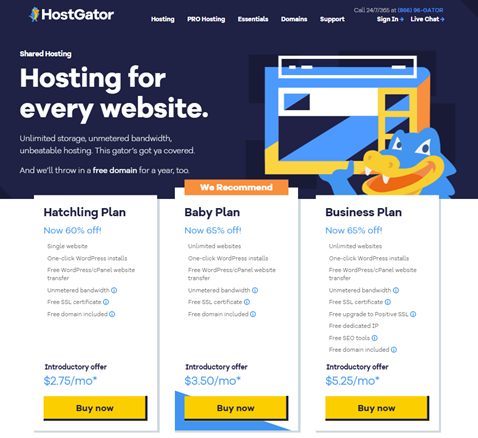 HostGator
Call 24/7/365 at (866) 96-GATOR
Hosting PRO Hosting Essentials Domains Support Sign In Live Chat
Shared Hosting
Hosting for
every website.
Unlimited storage, unmetered bandwidth,
unbeatable hosting. This gator's got ya covered.
And we'll throw in a free domain for a year, too.
Hatchling Plan
Now 60% off!
Single website
One-click WordPress installs
Free WordPress/cPanel website
transfer
Unmetered bandwidth
Free SSL certificate
Free domain included
Introductory offer
$2.75/mo*
Buy now
We Recommend
Baby Plan
Now 65% off!
Unlimited websites
One-click WordPress installs
Free WordPress/cPanel website
transfer
Unmetered bandwidth
Free SSL certificate
Free domain included
Introductory offer
$3.50/mo*
Buy now
Business Plan
Now 65% off!
Unlimited websites
One-click WordPress installs
Free WordPress/cPanel website
transfer
Unmetered bandwidth
Free SSL certificate
Free upgrade to Positive SSL
Free dedicated IP
Free SEO tools
Free domain included
Introductory offer
$5.25/mo*
Buy now